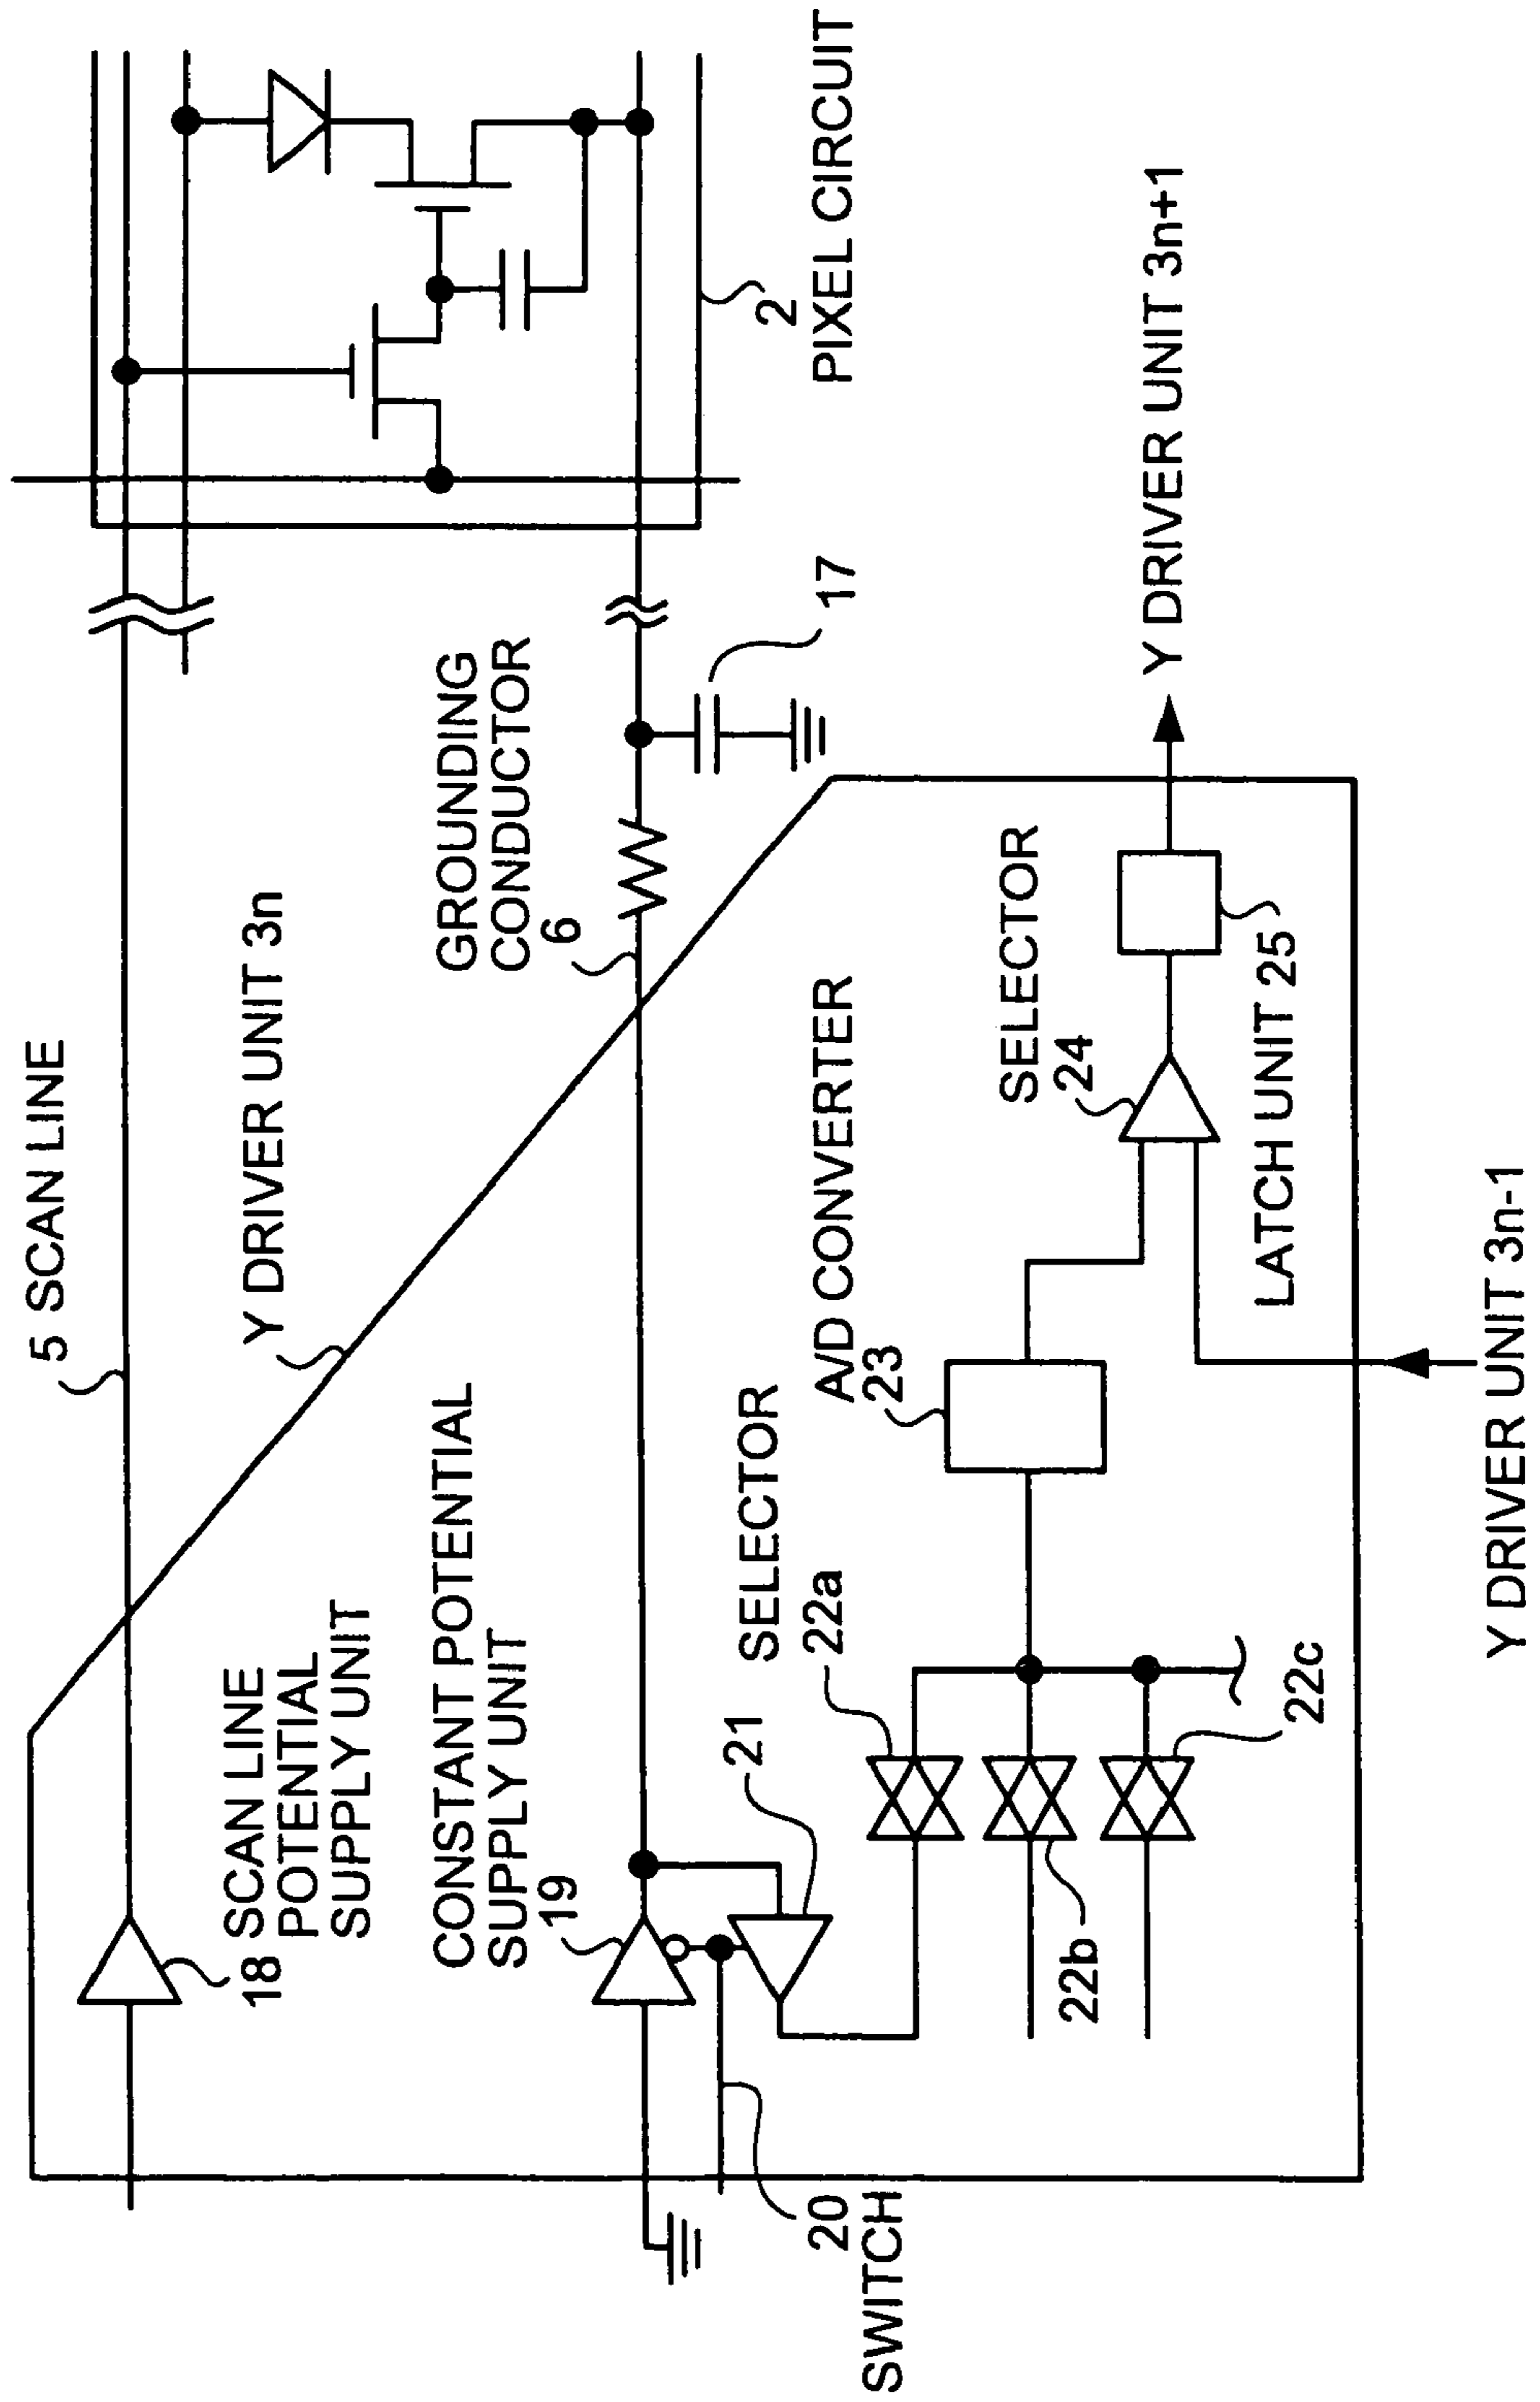 5 SCAN LINE
Y DRIVER UNIT 3n
SCAN LINE
POTENTIAL
SUPPLY UNIT
18
GROUNDING
CONDUCTOR
6
CONSTANT POTENTIAL
SUPPLY UNIT
19
17
2
PIXEL CIRCUIT
21
20
SWITCH
SELECTOR
22a
22b
22c
A/D CONVERTER
23
SELECTOR
24
LATCH UNIT 25
Y DRIVER UNIT 3n+1
Y DRIVER UNIT 3n-1